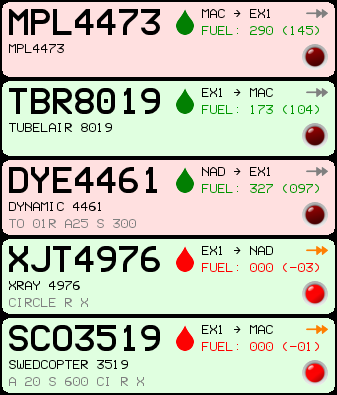 MPL4473
MAC → EX1
FUEL: 290 (145)
MPL4473
TBR8019
EX1 → MAC
FUEL: 173 (104)
TUBELAIR 8019
DYE4461
NAD → EX1
FUEL: 327 (097)
DYNAMIC 4461
TO 01R A25 S 300
XJT4976
EX1 → NAD
FUEL: 000 (-03)
XRAY 4976
CIRCLE R X
SCO3519
EX1 → MAC
FUEL: 000 (-01)
SWEDCOPTER 3519
A 20 S 600 CI R X